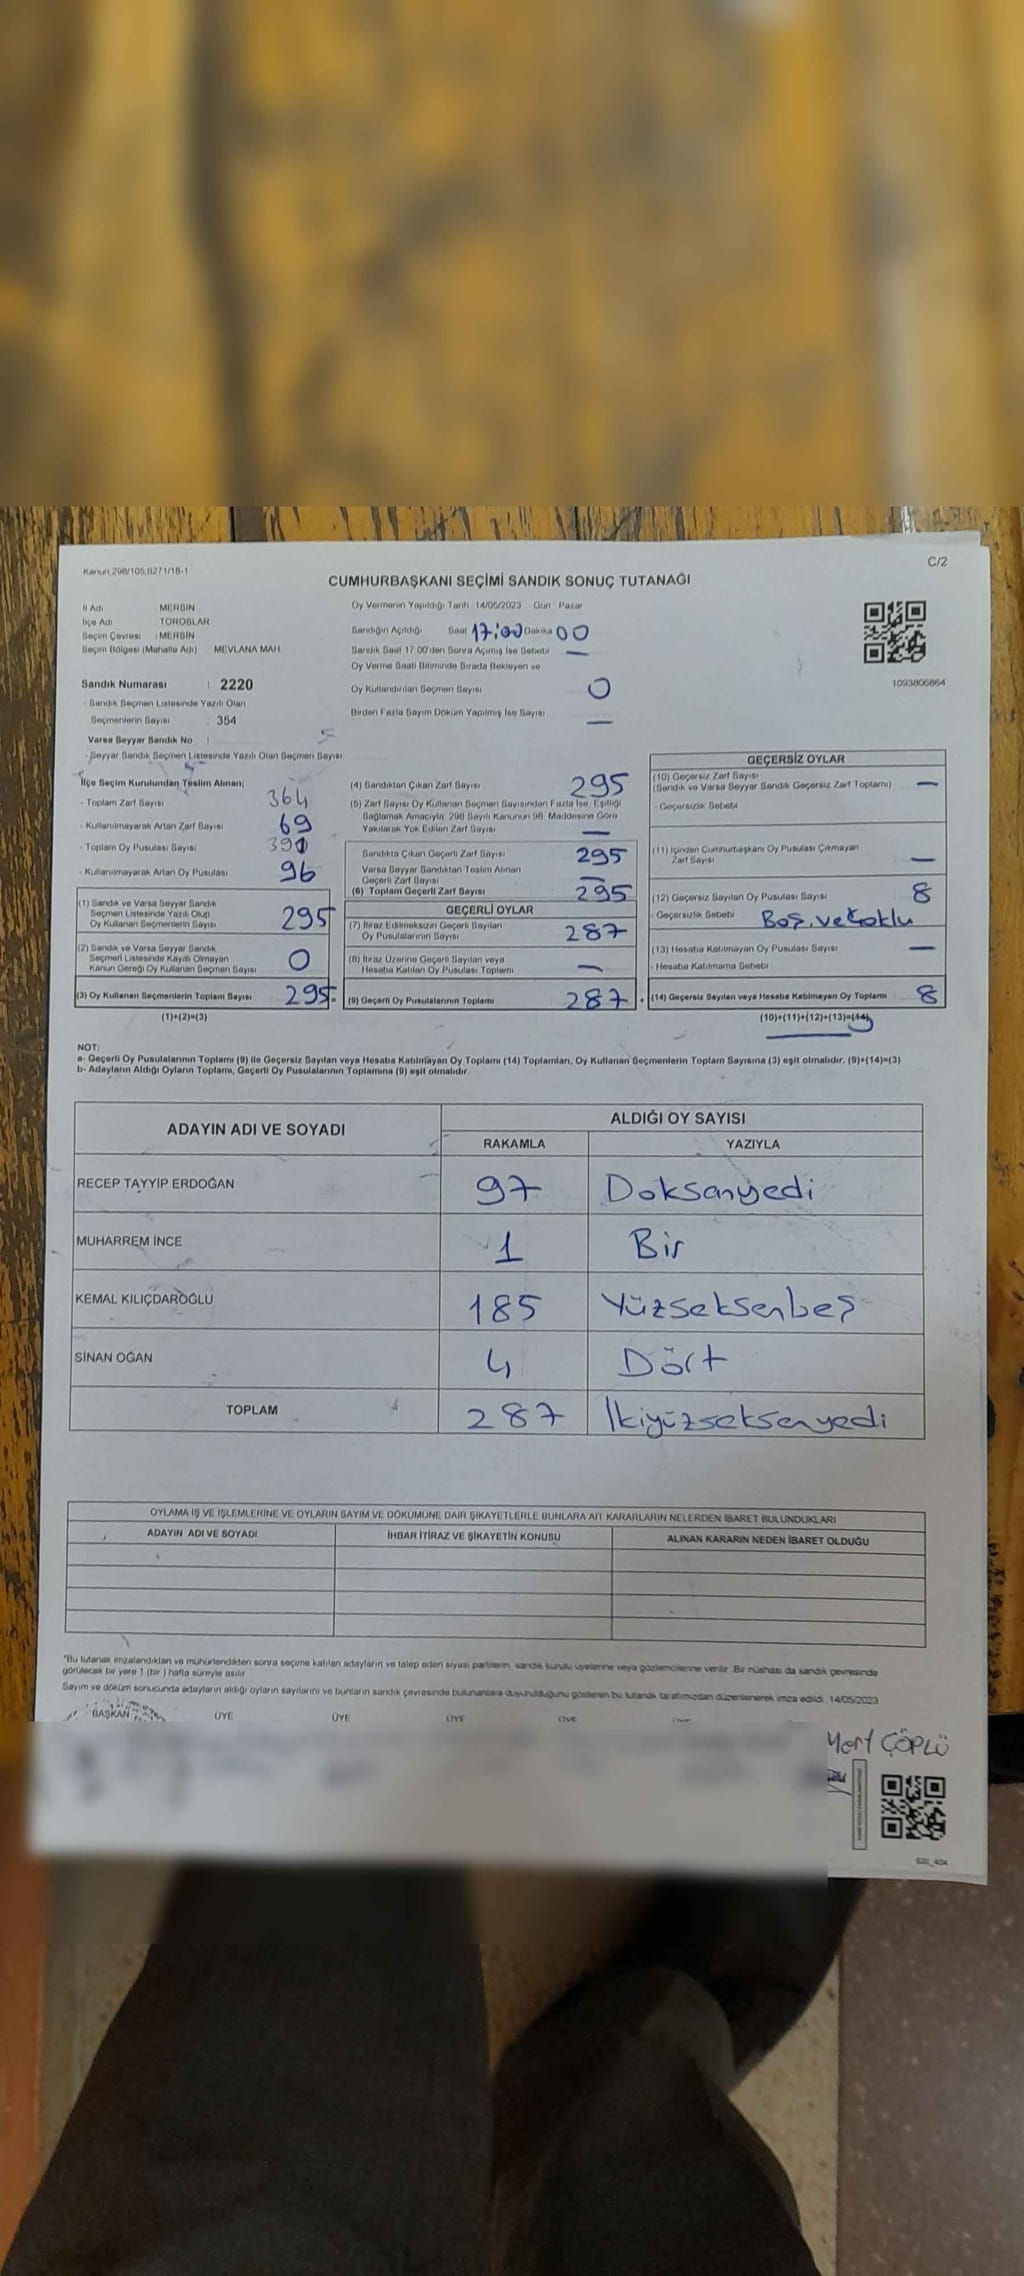 Kanun 298/105,6271/18-1
C/2
CUMHURBAŞKANI SEÇİMİ SANDIK SONUÇ TUTANAĞI
İl Adı : MERSİN
İlçe Adı : TOROSLAR
Seçim Çevresi : MERSİN
Seçim Bölgesi (Mahalle Adı) MEVLANA MAH.
Sandık Numarası : 2220
- Sandık Seçmen Listesinde Yazılı Olan
Seçmenlerin Sayısı : 354
Varsa Seyyar Sandık No :
- Seyyar Sandık Seçmen Listesinde Yazılı Olan Seçmen Sayısı
Oy Vermenin Yapıldığı Tarih : 14/05/2023 Gün : Pazar
Sandığın Açıldığı Saat 17:00 Dakika 00
Sandık Saat 17.00'den Sonra Açılmış İse Sebebi —
Oy Verme Saati Bitiminde Sırada Bekleyen ve
Oy Kullandırılan Seçmen Sayısı 0
Birden Fazla Sayım Döküm Yapılmış İse Sayısı —
1093806864
İlçe Seçim Kurulundan Teslim Alınan;
- Toplam Zarf Sayısı 364
- Kullanılmayarak Artan Zarf Sayısı 69
- Toplam Oy Pusulası Sayısı
- Kullanılmayarak Artan Oy Pusulası 96
(1) Sandık ve Varsa Seyyar Sandık
Seçmen Listesinde Yazılı Olup
Oy Kullanan Seçmenlerin Sayısı 295
(2) Sandık ve Varsa Seyyar Sandık
Seçmen Listesinde Kayıtlı Olmayan
Kanun Gereği Oy Kullanan Seçmen Sayısı 0
(3) Oy Kullanan Seçmenlerin Toplam Sayısı 295
(1)+(2)=(3)
=
(4) Sandıktan Çıkan Zarf Sayısı 295
(5) Zarf Sayısı Oy Kullanan Seçmen Sayısından Fazla İse, Eşitliği
Sağlamak Amacıyla, 298 Sayılı Kanunun 98. Maddesine Göre
Yakılarak Yok Edilen Zarf Sayısı —
Sandıkta Çıkan Geçerli Zarf Sayısı 295
Varsa Seyyar Sandıktan Teslim Alınan
Geçerli Zarf Sayısı —
(6) Toplam Geçerli Zarf Sayısı 295
GEÇERLİ OYLAR
(7) İtiraz Edilmeksizin Geçerli Sayılan
Oy Pusulalarının Sayısı 287
(8) İtiraz Üzerine Geçerli Sayılan veya
Hesaba Katılan Oy Pusulası Toplamı —
(9) Geçerli Oy Pusulalarının Toplamı 287
+
GEÇERSİZ OYLAR
(10) Geçersiz Zarf Sayısı
(Sandık ve Varsa Seyyar Sandık Geçersiz Zarf Toplamı) —
- Geçersizlik Sebebi
(11) İçinden Cumhurbaşkanı Oy Pusulası Çıkmayan
Zarf Sayısı —
(12) Geçersiz Sayılan Oy Pusulası Sayısı 8
- Geçersizlik Sebebi Boş ve Çoklu
(13) Hesaba Katılmayan Oy Pusulası Sayısı —
- Hesaba Katılmama Sebebi
(14) Geçersiz Sayılan veya Hesaba Katılmayan Oy Toplamı 8
(10)+(11)+(12)+(13)=(14)
NOT:
a- Geçerli Oy Pusulalarının Toplamı (9) ile Geçersiz Sayılan veya Hesaba Katılmayan Oy Toplamı (14) Toplamları, Oy Kullanan Seçmenlerin Toplam Sayısına (3) eşit olmalıdır. (9)+(14)=(3)
b- Adayların Aldığı Oyların Toplamı, Geçerli Oy Pusulalarının Toplamına (9) eşit olmalıdır.
ADAYIN ADI VE SOYADI
ALDIĞI OY SAYISI
RAKAMLA YAZIYLA
RECEP TAYYİP ERDOĞAN 97 Doksanyedi
MUHARREM İNCE 1 Bir
KEMAL KILIÇDAROĞLU 185 Yüzseksenbeş
SİNAN OĞAN 4 Dört
TOPLAM 287 İkiyüzseksenyedi
OYLAMA İŞ VE İŞLEMLERİNE VE OYLARIN SAYIM VE DÖKÜMÜNE DAİR ŞİKAYETLERLE BUNLARA AİT KARARLARIN NELERDEN İBARET BULUNDUKLARI
ADAYIN ADI VE SOYADI İHBAR İTİRAZ VE ŞİKAYETİN KONUSU ALINAN KARARIN NEDEN İBARET OLDUĞU
"Bu tutanak imzalandıktan ve mühürlendikten sonra seçime katılan adayların ve talep eden siyasi partilerin, sandık kurulu üyelerine veya gözlemcilerine verilir. Bir nüshası da sandık çevresinde
görülecek bir yere 1 (bir ) hafta süreyle asılır.
Sayım ve döküm sonucunda adayların aldığı oyların sayılarını ve bunların sandık çevresinde bulunanlara duyurulduğunu gösteren bu tutanak tarafımızdan düzenlenerek imza edildi. 14/05/2023
BAŞKAN ÜYE ÜYE ÜYE ÜYE
Mert ÇÖPLÜ